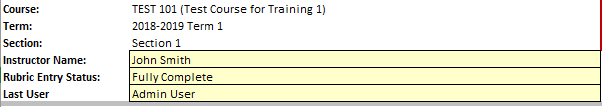 Course: TEST 101 (Test Course for Training 1)
Term: 2018-2019 Term 1
Section: Section 1
Instructor Name: John Smith
Rubric Entry Status: Fully Complete
Last User Admin User